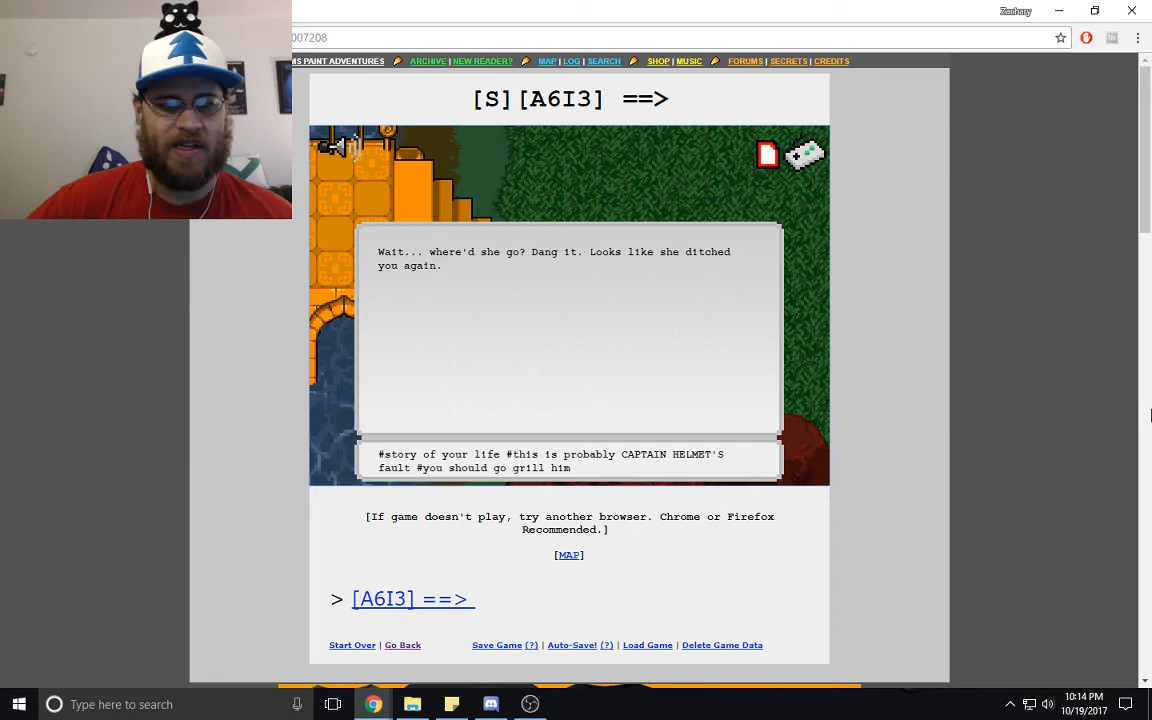 Zachary
007208
MS PAINT ADVENTURES ARCHIVE | NEW READER? MAP | LOG | SEARCH SHOP | MUSIC FORUMS | SECRETS | CREDITS
[S][A6I3] ==>
Wait... where'd she go? Dang it. Looks like she ditched
you again.
#story of your life #this is probably CAPTAIN HELMET'S
fault #you should go grill him
[If game doesn't play, try another browser. Chrome or Firefox
Recommended.]
[MAP]
> [A6I3] ==>
Start Over | Go Back Save Game (?) | Auto-Save! (?) | Load Game | Delete Game Data
Type here to search
10:14 PM
10/19/2017